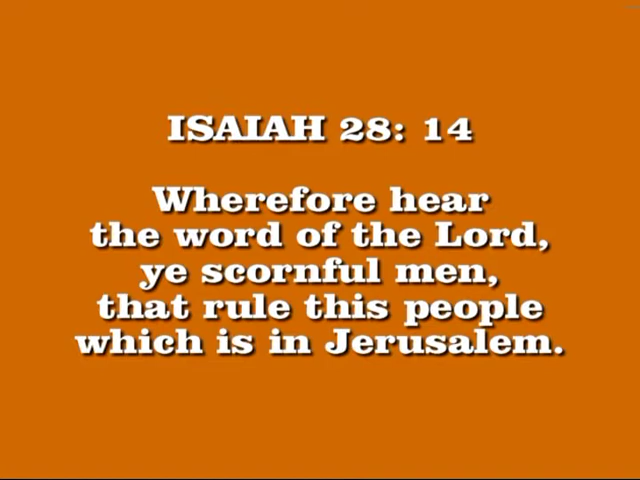 ISAIAH 28: 14
Wherefore hear
the word of the Lord,
ye scornful men,
that rule this people
which is in Jerusalem.